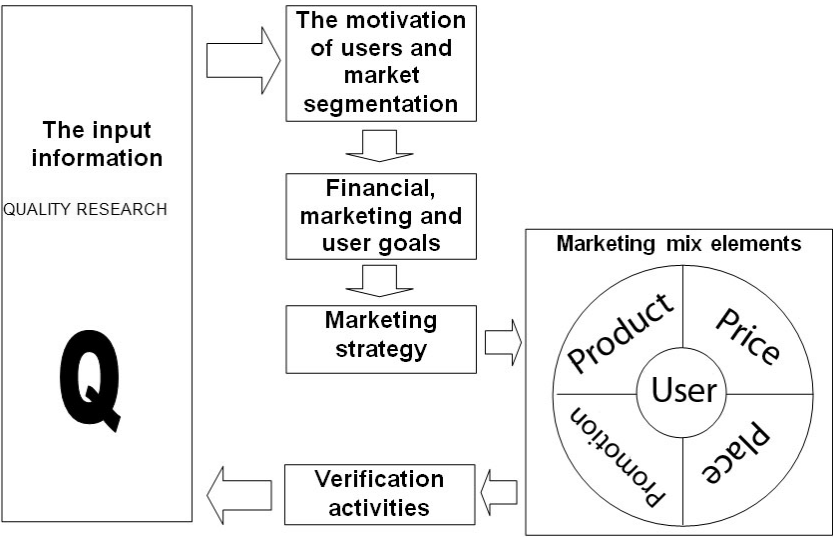 The input
information
QUALITY RESEARCH
Q
The motivation
of users and
market
segmentation
Financial,
marketing and
user goals
Marketing
strategy
Marketing mix elements
Product
Price
User
Promotion
Place
Verification
activities